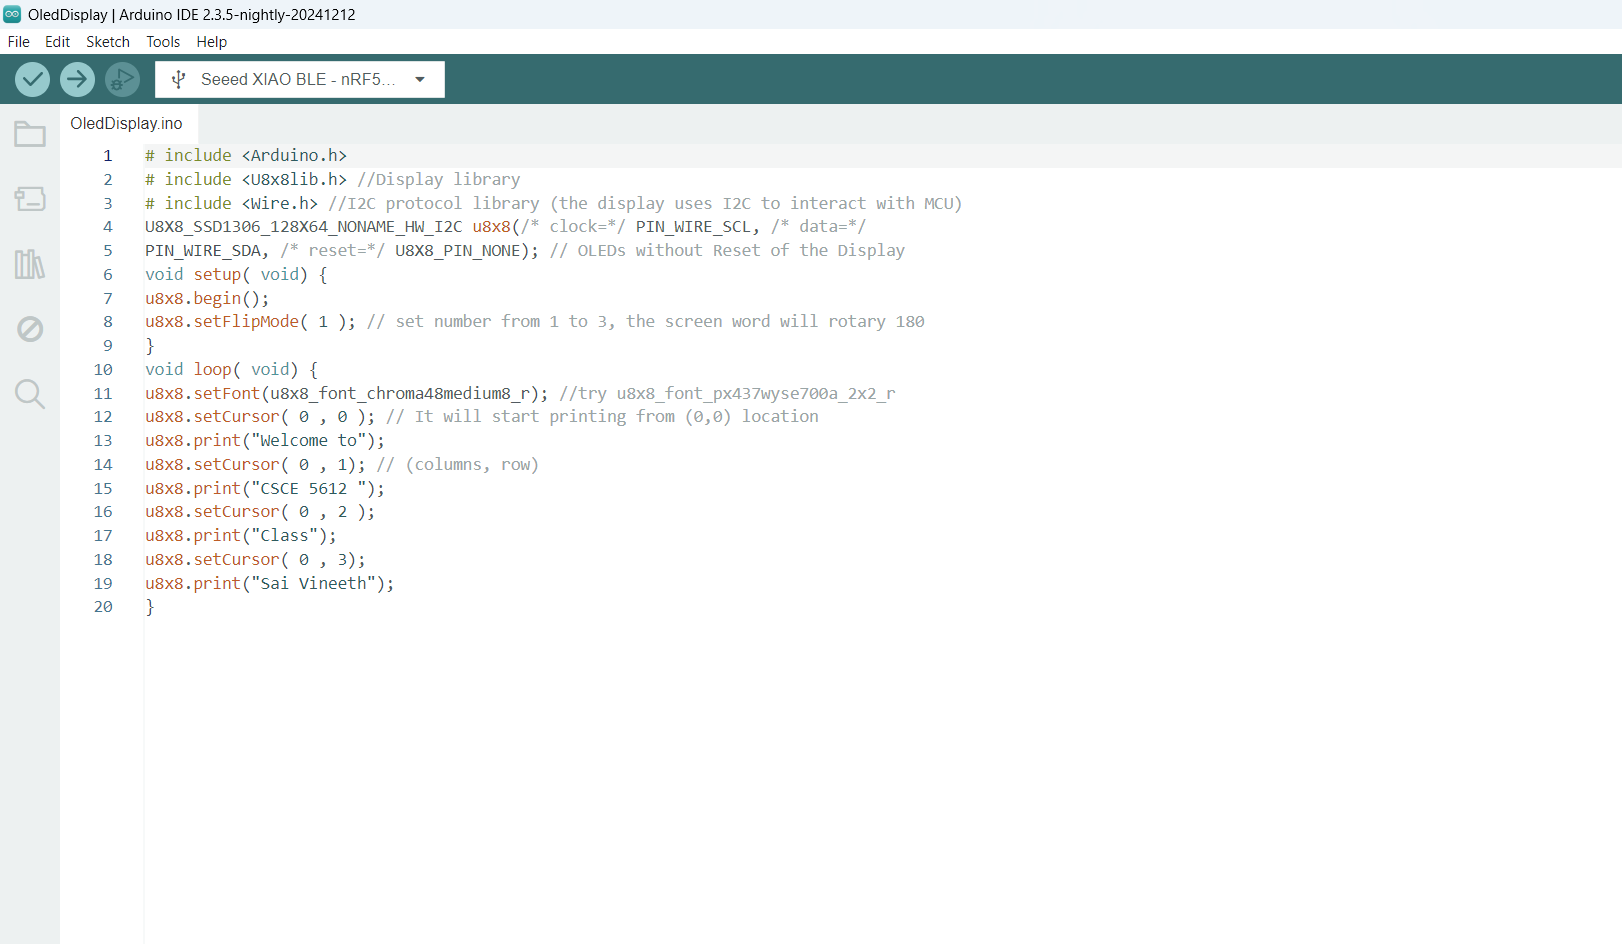 OledDisplay | Arduino IDE 2.3.5-nightly-20241212
File Edit Sketch Tools Help
Seeed XIAO BLE - nRF5...
OledDisplay.ino
1 # include <Arduino.h>
2 # include <U8x8lib.h> //Display library
3 # include <Wire.h> //I2C protocol library (the display uses I2C to interact with MCU)
4 U8X8_SSD1306_128X64_NONAME_HW_I2C u8x8(/* clock=*/ PIN_WIRE_SCL, /* data=*/
5 PIN_WIRE_SDA, /* reset=*/ U8X8_PIN_NONE); // OLEDs without Reset of the Display
6 void setup( void) {
7 u8x8.begin();
8 u8x8.setFlipMode( 1 ); // set number from 1 to 3, the screen word will rotary 180
9 }
10 void loop( void) {
11 u8x8.setFont(u8x8_font_chroma48medium8_r); //try u8x8_font_px437wyse700a_2x2_r
12 u8x8.setCursor( 0 , 0 ); // It will start printing from (0,0) location
13 u8x8.print("Welcome to");
14 u8x8.setCursor( 0 , 1); // (columns, row)
15 u8x8.print("CSCE 5612 ");
16 u8x8.setCursor( 0 , 2 );
17 u8x8.print("Class");
18 u8x8.setCursor( 0 , 3);
19 u8x8.print("Sai Vineeth");
20 }